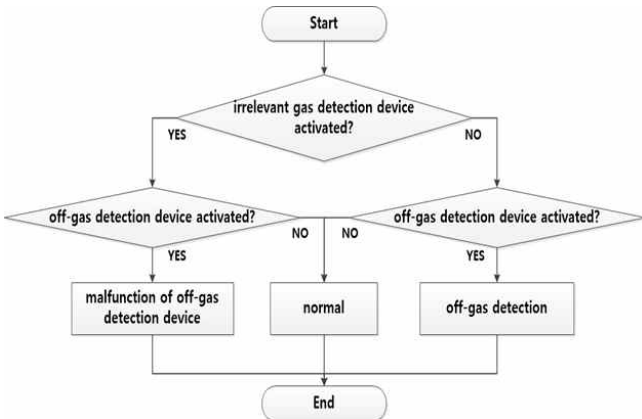 Start
irrelevant gas detection device
activated?
YES
NO
off-gas detection device activated?
off-gas detection device activated?
NO
NO
YES
YES
malfunction of off-gas
detection device
normal
off-gas detection
End